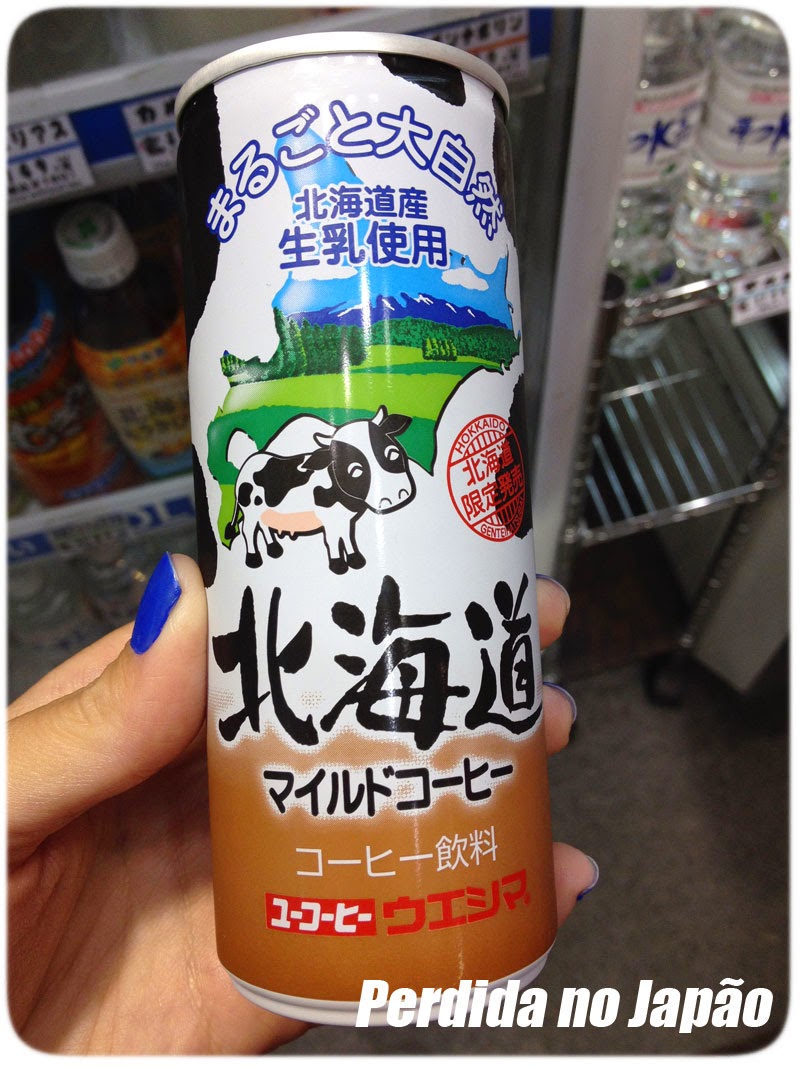 まるごと大自然
北海道産
生乳使用
HOKKAIDO
北海道
限定発売
北海道
マイルドコーヒー
コーヒー飲料
ユーコーヒー ウエシマ
Perdida no Japão